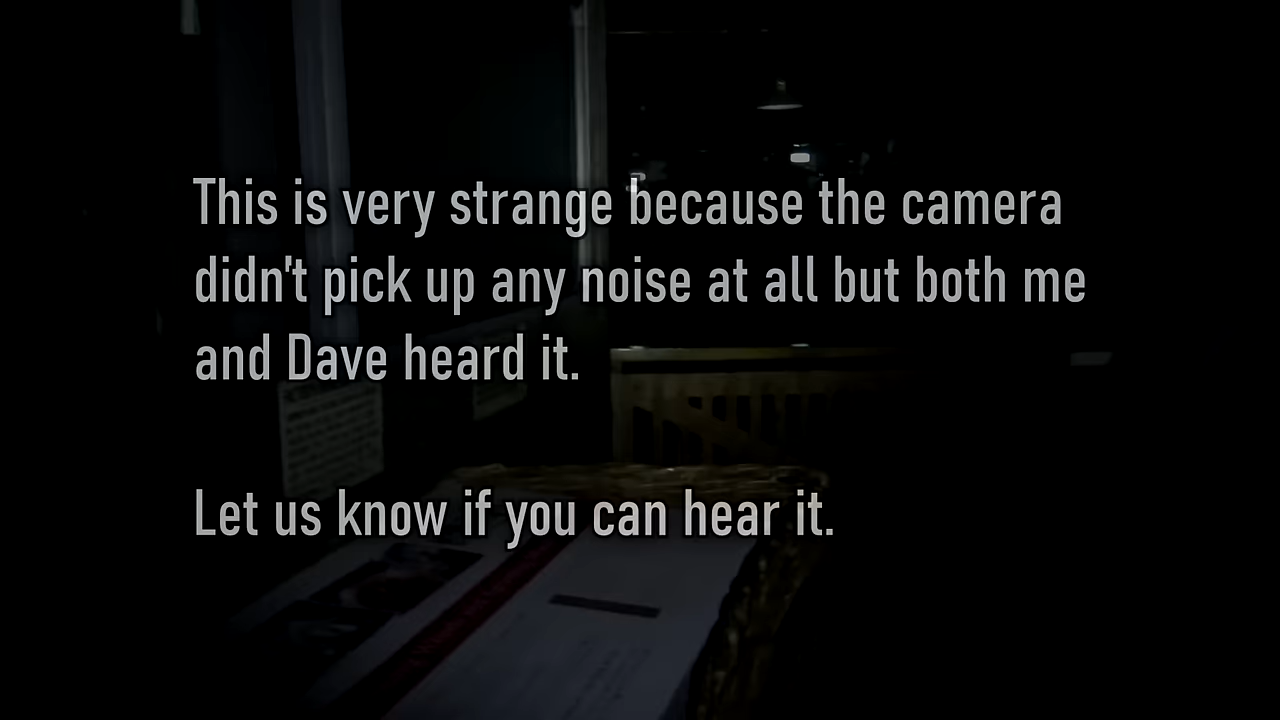 This is very strange because the camera
didn't pick up any noise at all but both me
and Dave heard it.
Let us know if you can hear it.